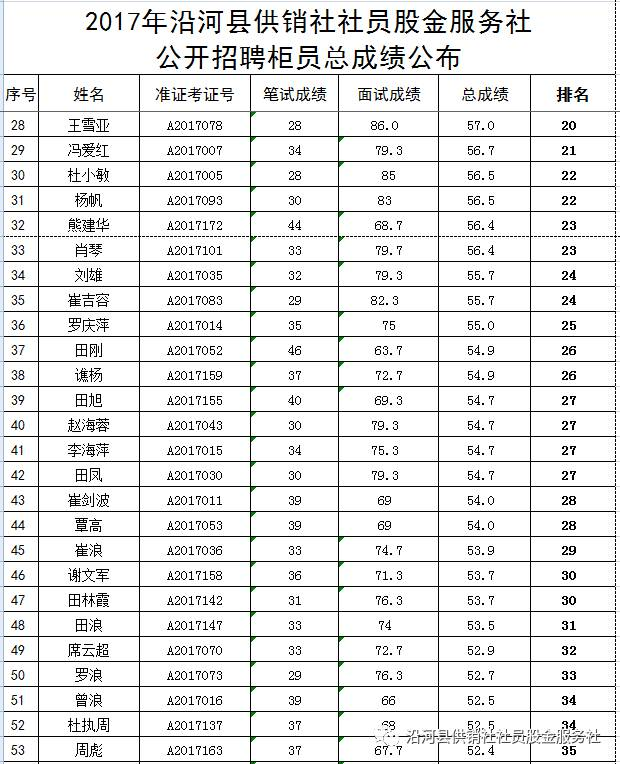 2017年沿河县供销社社员股金服务社
公开招聘柜员总成绩公布
序号 姓名 准证考证号 笔试成绩 面试成绩 总成绩 排名
28 王雪亚 A2017078 28 86.0 57.0 20
29 冯爱红 A2017007 34 79.3 56.7 21
30 杜小敏 A2017005 28 85 56.5 22
31 杨帆 A2017093 30 83 56.5 22
32 熊建华 A2017172 44 68.7 56.4 23
33 肖琴 A2017101 33 79.7 56.4 23
34 刘雄 A2017035 32 79.3 55.7 24
35 崔吉容 A2017083 29 82.3 55.7 24
36 罗庆萍 A2017014 35 75 55.0 25
37 田刚 A2017052 46 63.7 54.9 26
38 谯杨 A2017159 37 72.7 54.9 26
39 田旭 A2017155 40 69.3 54.7 27
40 赵海蓉 A2017043 30 79.3 54.7 27
41 李海萍 A2017015 34 75.3 54.7 27
42 田凤 A2017030 30 79.3 54.7 27
43 崔剑波 A2017011 39 69 54.0 28
44 覃高 A2017053 39 69 54.0 28
45 崔浪 A2017036 33 74.7 53.9 29
46 谢文军 A2017158 36 71.3 53.7 30
47 田林霞 A2017142 31 76.3 53.7 30
48 田浪 A2017147 33 74 53.5 31
49 席云超 A2017070 33 72.7 52.9 32
50 罗浪 A2017073 29 76.3 52.7 33
51 曾浪 A2017016 39 66 52.5 34
52 杜执周 A2017137 37 68 52.5 34
沿河县供销社社员股金服务社
53 周彪 A2017163 37 67.7 52.4 35